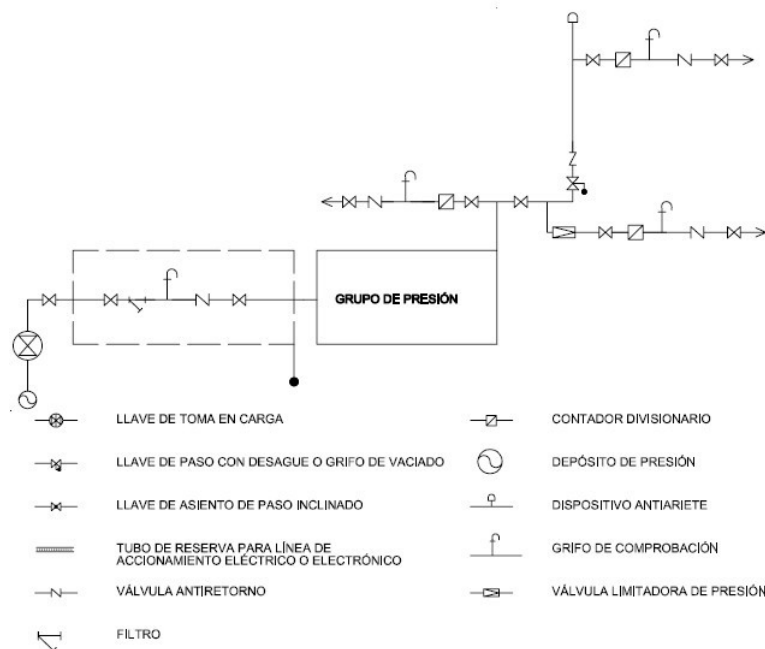 GRUPO DE PRESIÓN
LLAVE DE TOMA EN CARGA
LLAVE DE PASO CON DESAGUE O GRIFO DE VACIADO
LLAVE DE ASIENTO DE PASO INCLINADO
TUBO DE RESERVA PARA LÍNEA DE
ACCIONAMIENTO ELÉCTRICO O ELECTRÓNICO
VÁLVULA ANTIRETORNO
FILTRO
CONTADOR DIVISIONARIO
DEPÓSITO DE PRESIÓN
DISPOSITIVO ANTIARIETE
GRIFO DE COMPROBACIÓN
VÁLVULA LIMITADORA DE PRESIÓN